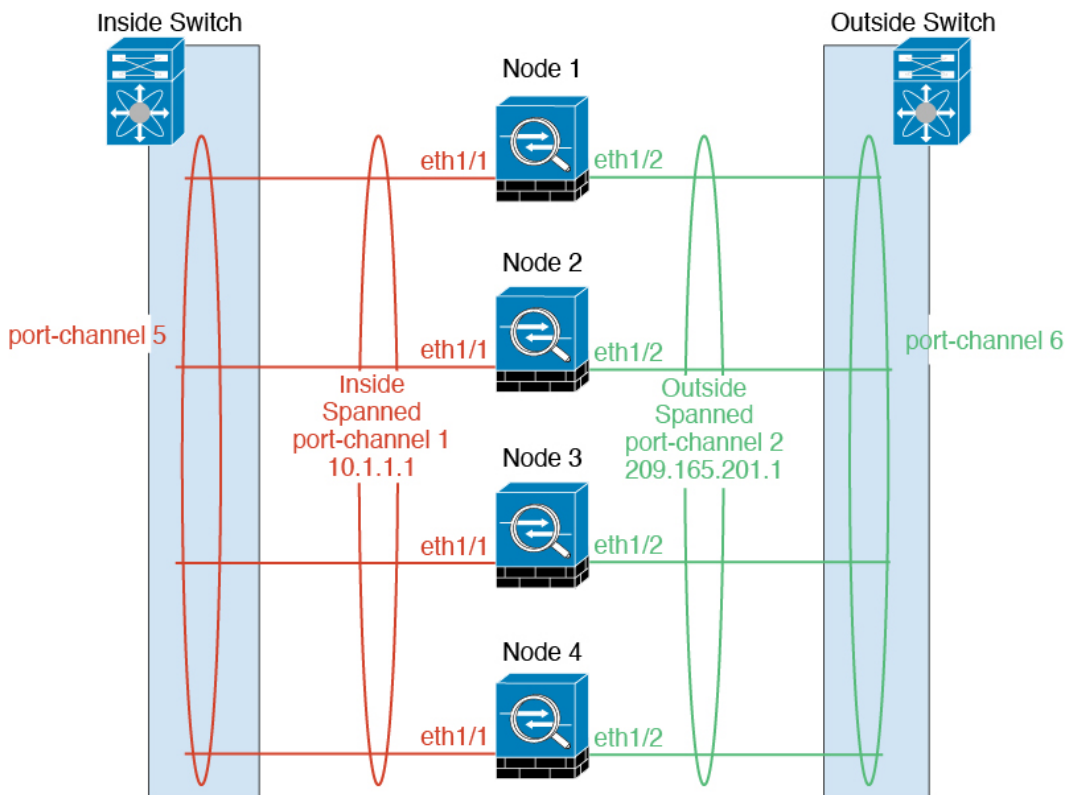 Inside Switch
Outside Switch
Node 1
eth1/1
eth1/2
Node 2
port-channel 5
eth1/1
eth1/2
port-channel 6
Inside
Spanned
port-channel 1
10.1.1.1
Outside
Spanned
port-channel 2
209.165.201.1
Node 3
eth1/1
eth1/2
Node 4
eth1/1
eth1/2